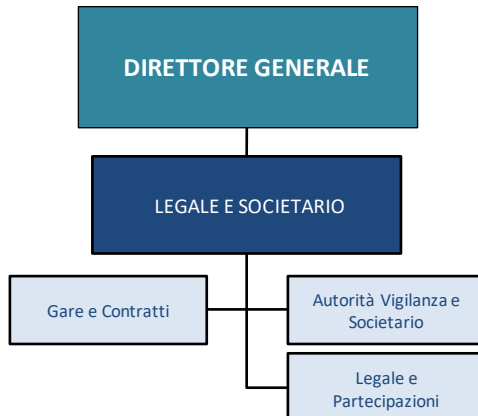 DIRETTORE GENERALE
LEGALE E SOCIETARIO
Gare e Contratti
Autorità Vigilanza e
Societario
Legale e
Partecipazioni